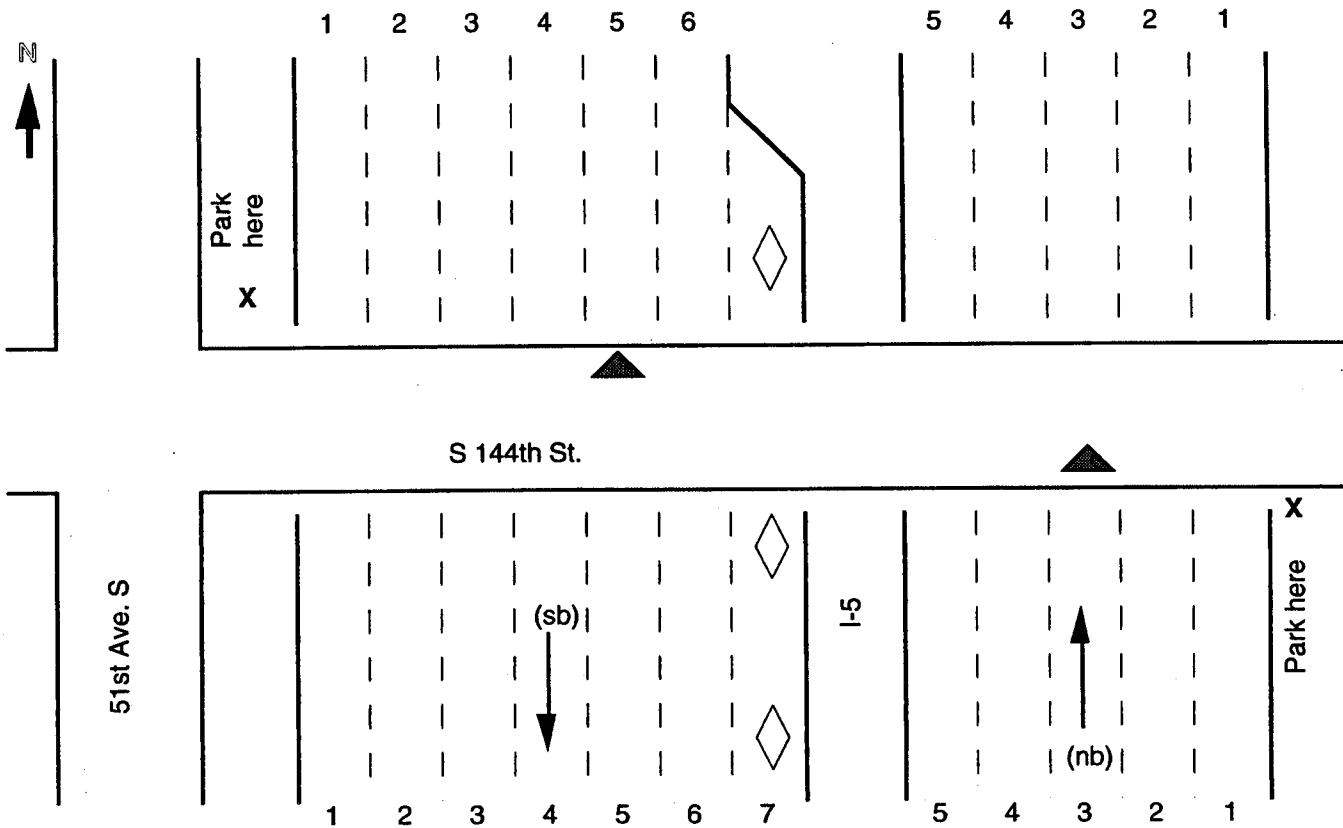 1 2 3 4 5 6 5 4 3 2 1
N
Park
here
X
S 144th St.
X
51st Ave. S
(sb)
I-5
Park here
(nb)
1 2 3 4 5 6 7 5 4 3 2 1